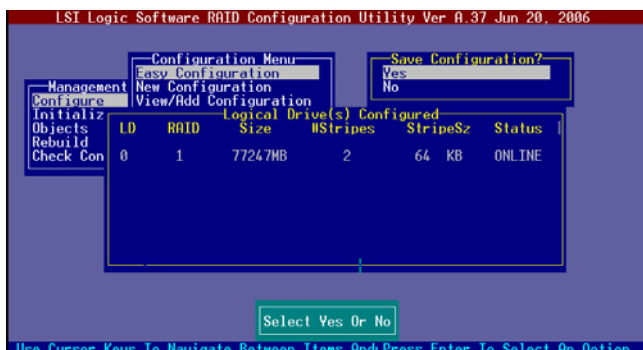 LSI Logic Software RAID Configuration Utility Ver A.37 Jun 20, 2006
Configuration Menu
Easy Configuration
New Configuration
View/Add Configuration
Save Configuration?
Yes
No
Management
Configure
Initializ
Objects
Rebuild
Check Con
Logical Drive(s) Configured
LD RAID Size #Stripes StripeSz Status
0 1 77247MB 2 64 KB ONLINE
Select Yes Or No
Use Cursor Keys To Navigate Between Items And Press Enter To Select An Option